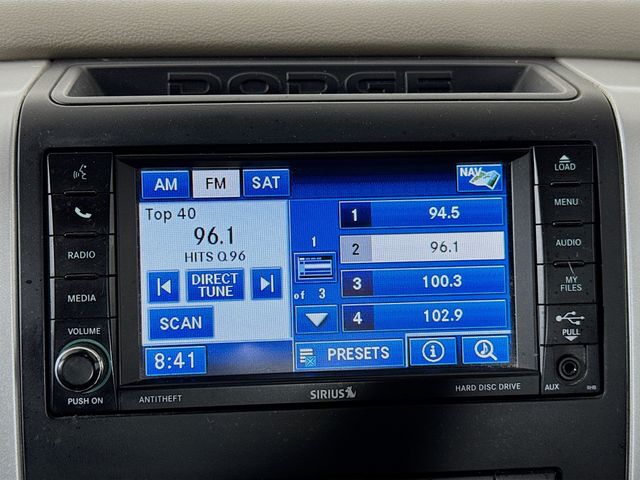 DODGE
AM FM SAT NAV
Top 40
96.1
HITS Q96
DIRECT
TUNE
SCAN
8:41
1
of 3
1 94.5
2 96.1
3 100.3
4 102.9
PRESETS
RADIO
MEDIA
VOLUME
PUSH ON
LOAD
MENU
AUDIO
MY
FILES
PULL
AUX RHB
ANTITHEFT
SIRIUS
HARD DISC DRIVE